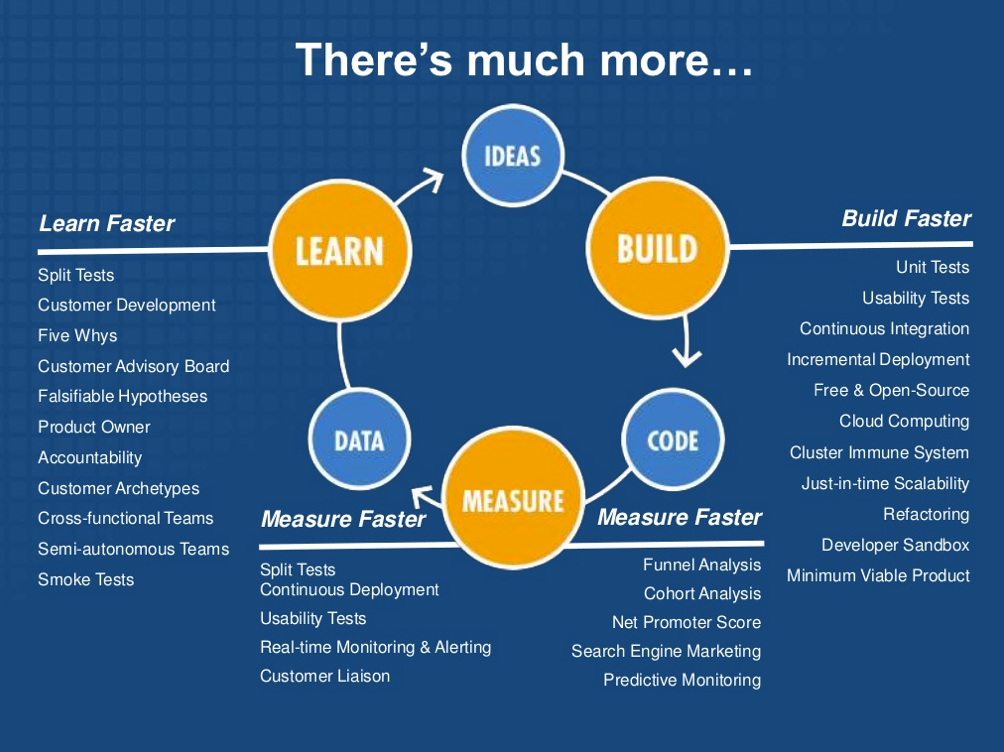 There’s much more…
IDEAS
LEARN
BUILD
DATA
CODE
MEASURE
Learn Faster
Split Tests
Customer Development
Five Whys
Customer Advisory Board
Falsifiable Hypotheses
Product Owner
Accountability
Customer Archetypes
Cross-functional Teams
Semi-autonomous Teams
Smoke Tests
Build Faster
Unit Tests
Usability Tests
Continuous Integration
Incremental Deployment
Free & Open-Source
Cloud Computing
Cluster Immune System
Just-in-time Scalability
Refactoring
Developer Sandbox
Minimum Viable Product
Measure Faster
Split Tests
Continuous Deployment
Usability Tests
Real-time Monitoring & Alerting
Customer Liaison
Measure Faster
Funnel Analysis
Cohort Analysis
Net Promoter Score
Search Engine Marketing
Predictive Monitoring